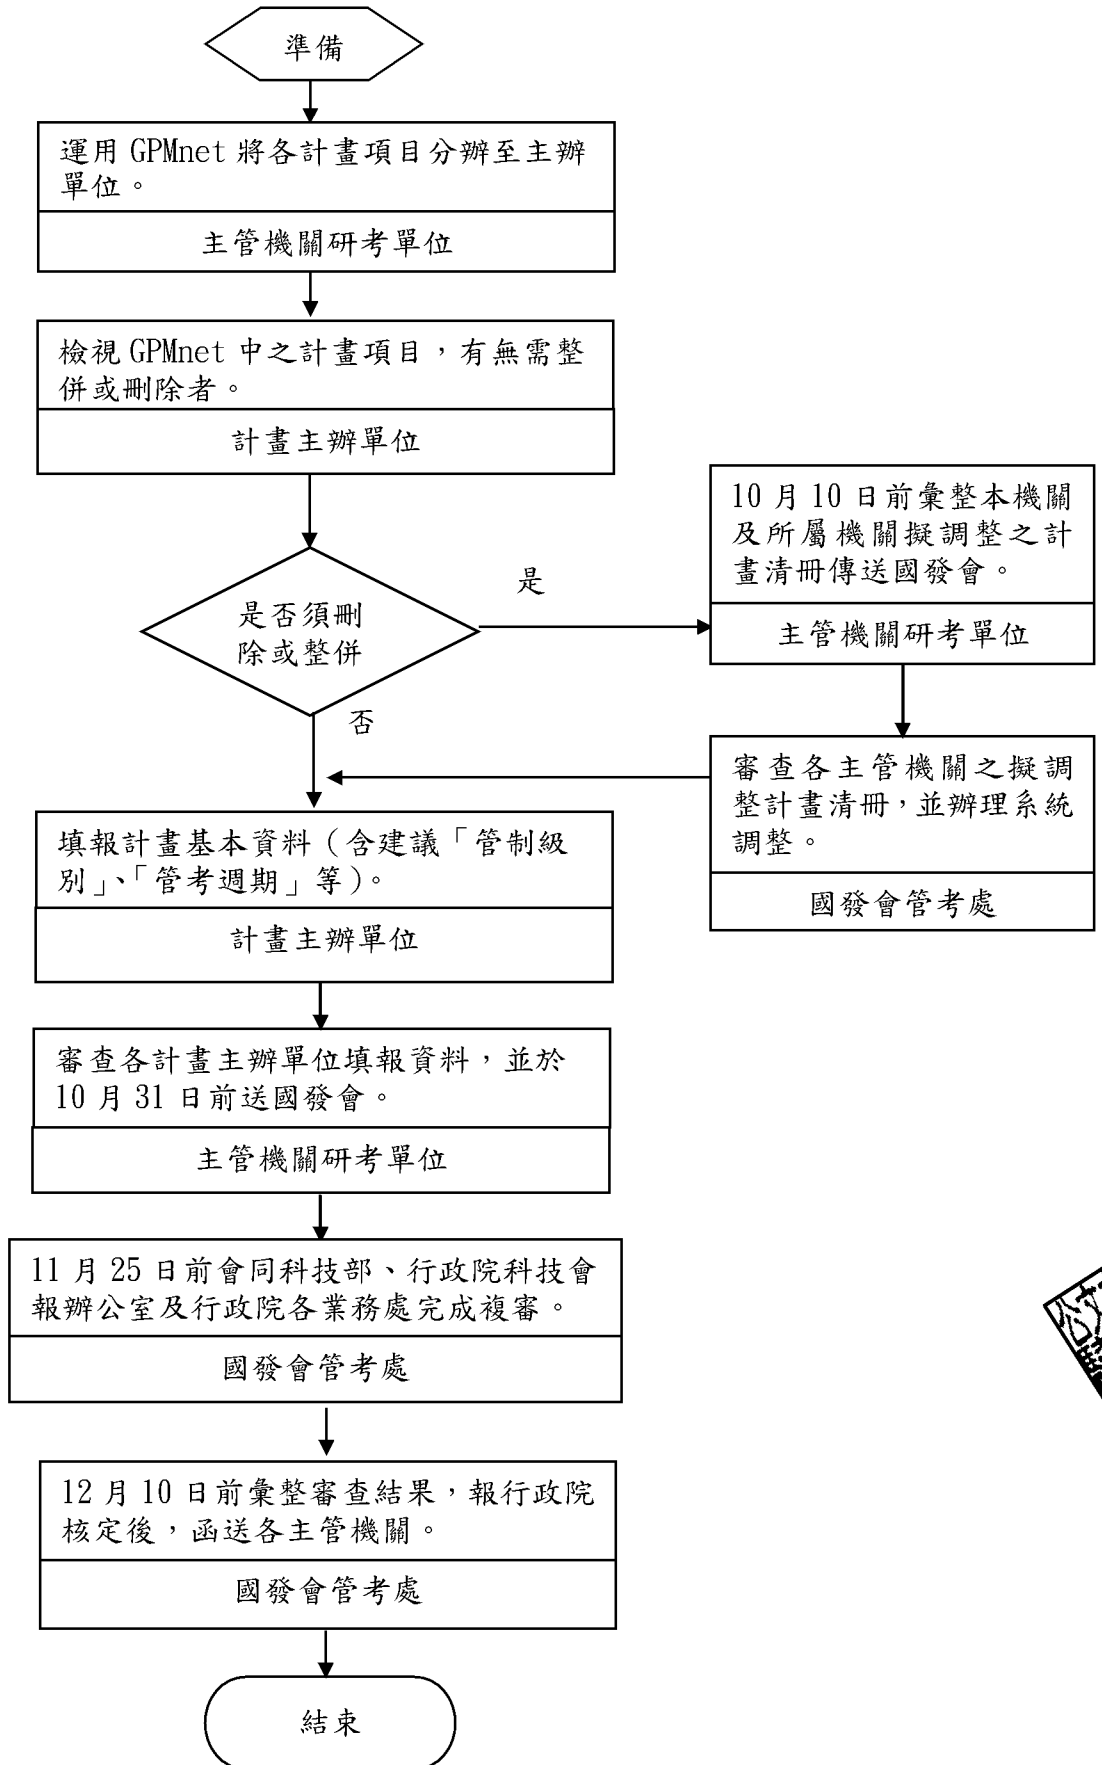 準備
運用 GPMnet 將各計畫項目分辦至主辦
單位。
主管機關研考單位
檢視 GPMnet 中之計畫項目，有無需整
併或刪除者。
計畫主辦單位
是否須刪
除或整併
是
10 月 10 日前彙整本機關
及所屬機關擬調整之計
畫清冊傳送國發會。
主管機關研考單位
審查各主管機關之擬調
整計畫清冊，並辦理系統
調整。
國發會管考處
否
填報計畫基本資料（含建議「管制級
別」、「管考週期」等）。
計畫主辦單位
審查各計畫主辦單位填報資料，並於
10 月 31 日前送國發會。
主管機關研考單位
11 月 25 日前會同科技部、行政院科技會
報辦公室及行政院各業務處完成複審。
國發會管考處
12 月 10 日前彙整審查結果，報行政院
核定後，函送各主管機關。
國發會管考處
結束